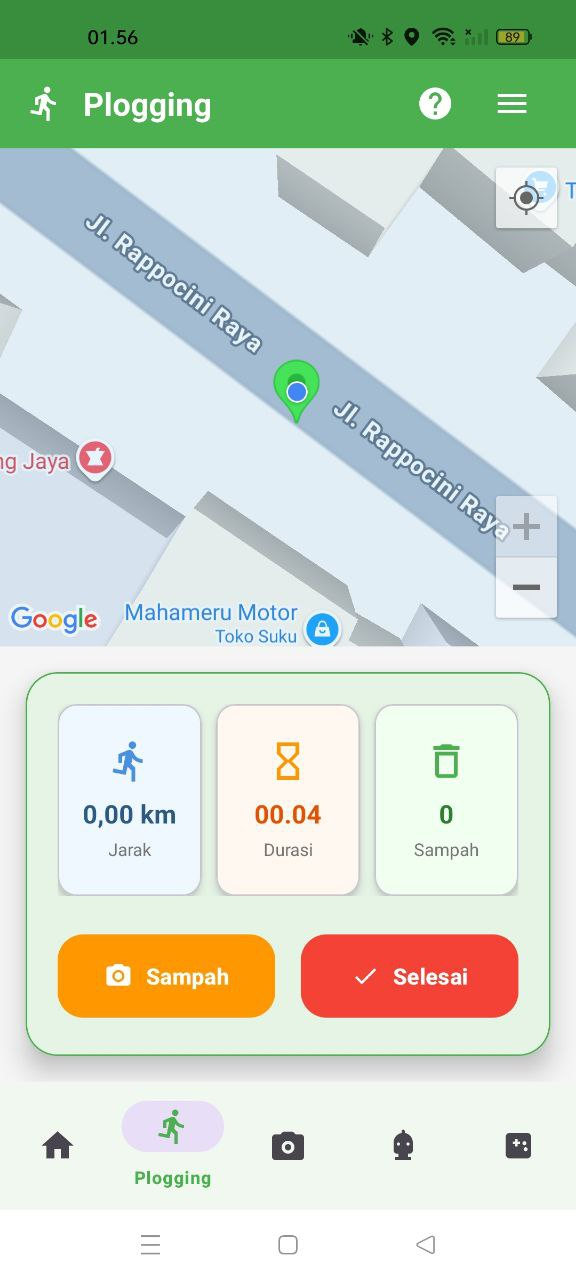 01.56
89
Plogging
T
Jl. Rappocini Raya
Jl. Rappocini Raya
ng Jaya
Google
Mahameru Motor
Toko Suku
0,00 km
00.04
0
Jarak
Durasi
Sampah
Sampah
Selesai
Plogging